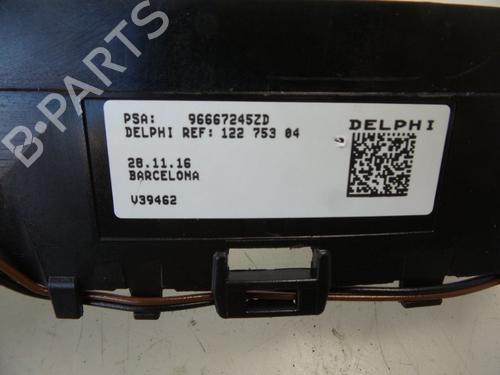 PSA: 96667245ZD
DELPHI
DELPHI REF: 122 753 04
28.11.16
BARCELONA
V39462
B-PARTS